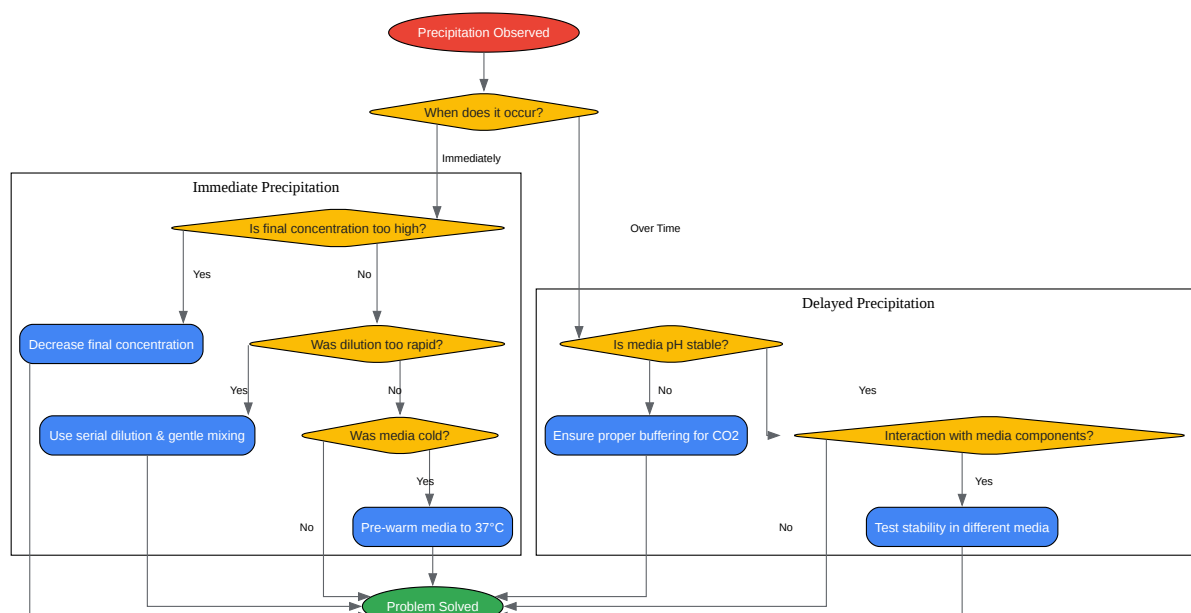 Precipitation Observed
When does it occur?
Immediately
Immediate Precipitation
Is final concentration too high?
Over Time
Yes
No
Delayed Precipitation
Decrease final concentration
Was dilution too rapid?
Is media pH stable?
Yes
No
No
Yes
Use serial dilution & gentle mixing
Was media cold?
Ensure proper buffering for CO2
Interaction with media components?
Yes
Yes
No
Pre-warm media to 37°C
No
Test stability in different media
Problem Solved